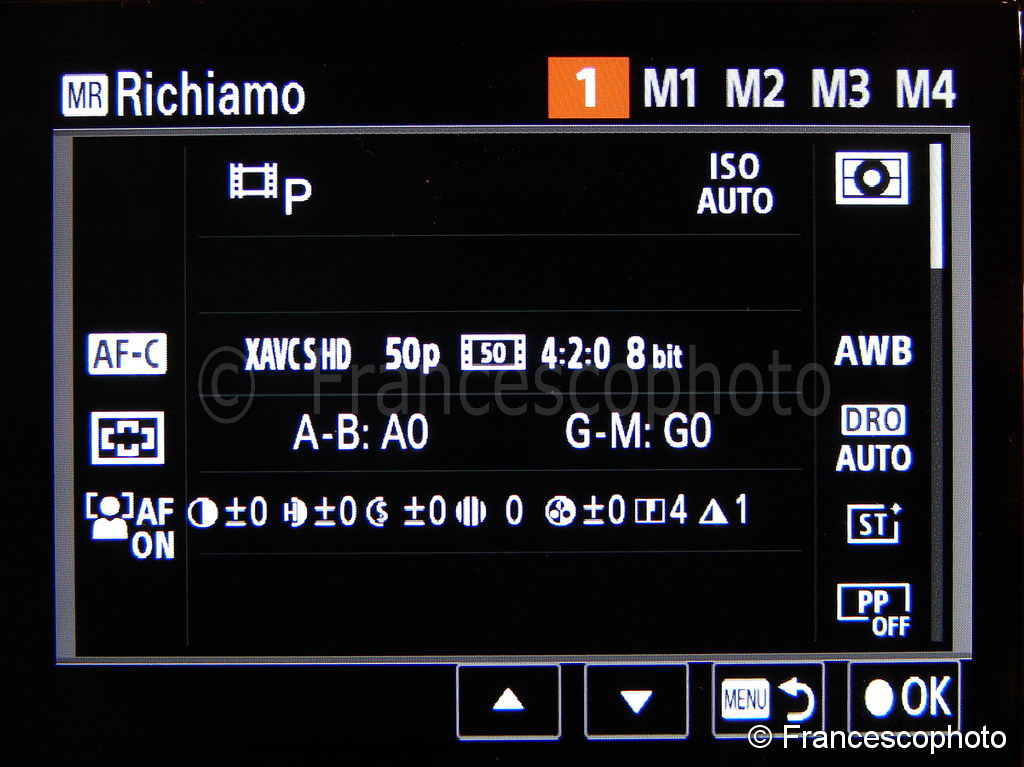 MR Richiamo 1 M1 M2 M3 M4
P ISO AUTO
AF-C XAVC S HD 50p 50 4:2:0 8 bit AWB
© Francescophoto
A-B: A0 G-M: G0 DRO AUTO
AF ON ±0 H ±0 S ±0 0 ±0 4 1 ST
PP OFF
MENU OK
© Francescophoto